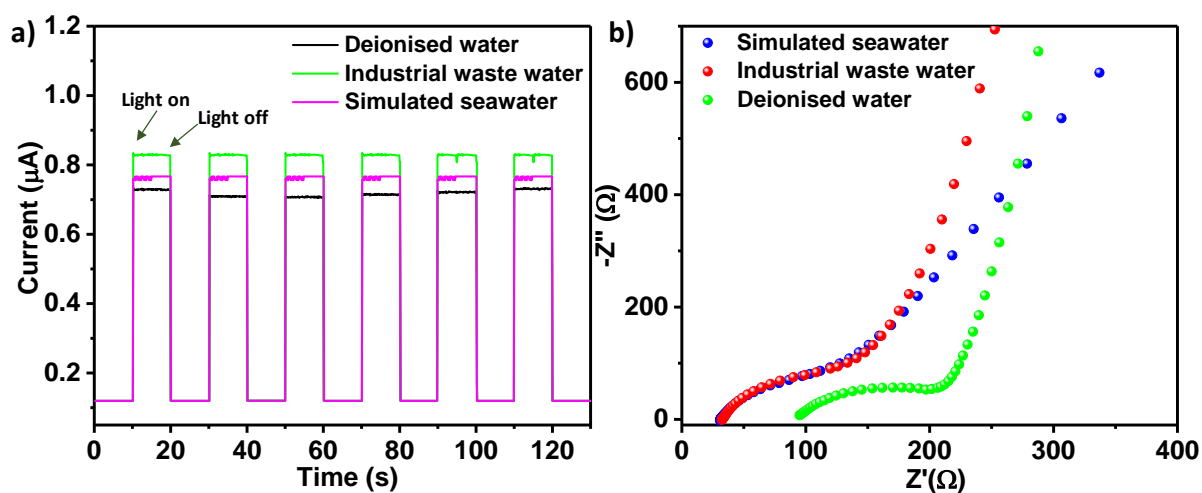 a)
1.2
1.0
0.8
0.6
0.4
0.2
Current (μA)
Deionised water
Industrial waste water
Simulated seawater
Light on
Light off
0 20 40 60 80 100 120
Time (s)
b)
600
400
200
0
-Z'' (Ω)
Simulated seawater
Industrial waste water
Deionised water
0 100 200 300 400
Z'(Ω)